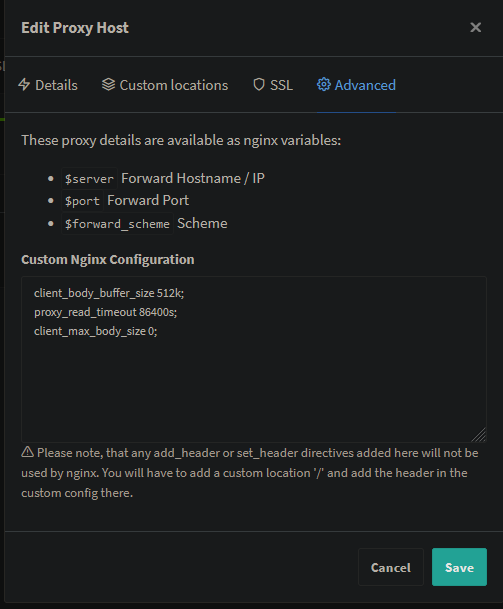 Edit Proxy Host
Details
Custom locations
SSL
Advanced
These proxy details are available as nginx variables:
$server Forward Hostname / IP
$port Forward Port
$forward_scheme Scheme
Custom Nginx Configuration
client_body_buffer_size 512k;
proxy_read_timeout 86400s;
client_max_body_size 0;
Please note, that any add_header or set_header directives added here will not
be used by nginx. You will have to add a custom location '/' and add the header in the
custom config there.
Cancel
Save